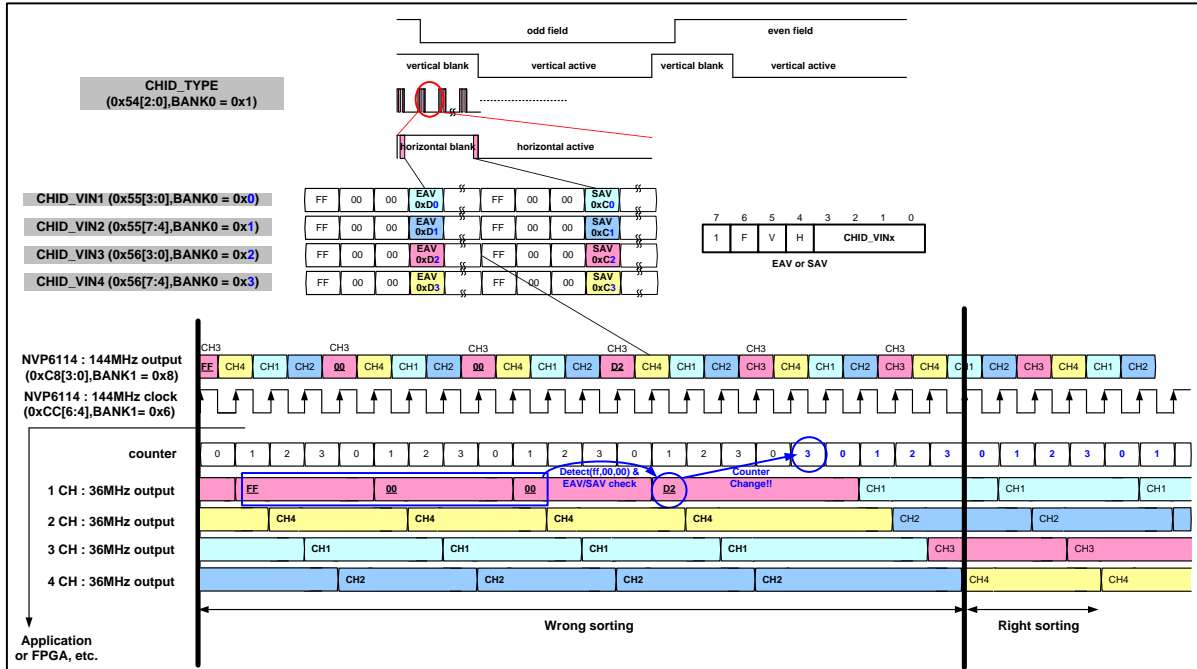 odd field even field
vertical blank vertical active vertical blank vertical active
CHID_TYPE
(0x54[2:0],BANK0 = 0x1)
horizontal blank horizontal active
CHID_VIN1 (0x55[3:0],BANK0 = 0x0) FF 00 00 EAV 0xD0 FF 00 00 SAV 0xC0
CHID_VIN2 (0x55[7:4],BANK0 = 0x1) FF 00 00 EAV 0xD1 FF 00 00 SAV 0xC1
CHID_VIN3 (0x56[3:0],BANK0 = 0x2) FF 00 00 EAV 0xD2 FF 00 00 SAV 0xC2
CHID_VIN4 (0x56[7:4],BANK0 = 0x3) FF 00 00 EAV 0xD3 FF 00 00 SAV 0xC3
7 6 5 4 3 2 1 0
1 F V H CHID_VINx
EAV or SAV
CH3 CH3 CH3 CH3 CH3 CH3
NVP6114 : 144MHz output
(0xC8[3:0],BANK1 = 0x8)
FF CH4 CH1 CH2 00 CH4 CH1 CH2 00 CH4 CH1 CH2 D2 CH4 CH1 CH2 CH3 CH4 CH1 CH2 CH3 CH4 CH1 CH2 CH3 CH4 CH1 CH2
NVP6114 : 144MHz clock
(0xCC[6:4],BANK1= 0x6)
counter 0 1 2 3 0 1 2 3 0 1 2 3 0 1 2 3 0 3 0 1 2 3 0 1 2 3 0 1
Detect(ff,00,00) &
EAV/SAV check
Counter
Change!!
1 CH : 36MHz output FF 00 00 D2 CH1 CH1 CH1
2 CH : 36MHz output CH4 CH4 CH4 CH4 CH2 CH2
3 CH : 36MHz output CH1 CH1 CH1 CH1 CH3 CH3
4 CH : 36MHz output CH2 CH2 CH2 CH2 CH4 CH4
Wrong sorting Right sorting
Application
or FPGA, etc.